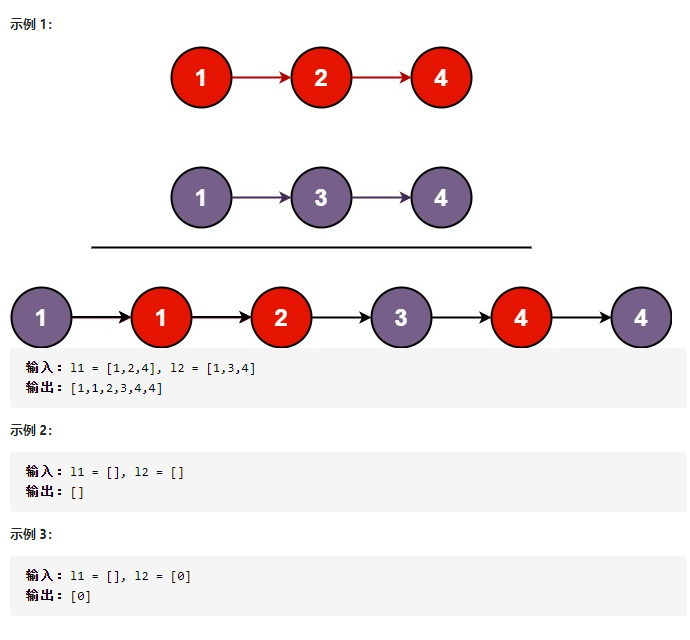 示例 1：
1 2 4
1 3 4
1 1 2 3 4 4
输入：l1 = [1,2,4], l2 = [1,3,4]
输出：[1,1,2,3,4,4]
示例 2：
输入：l1 = [], l2 = []
输出：[]
示例 3：
输入：l1 = [], l2 = [0]
输出：[0]